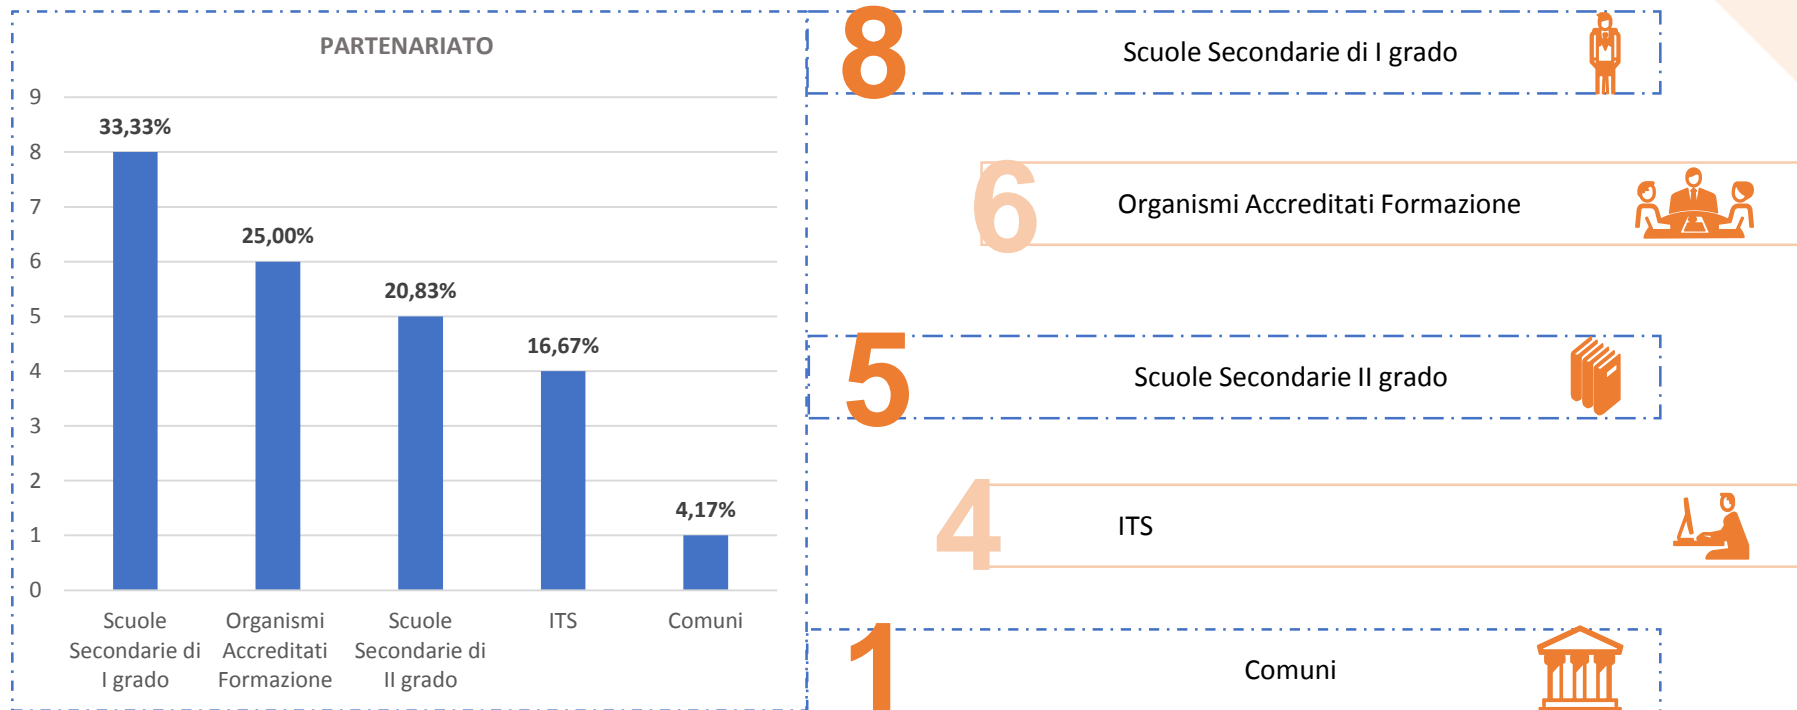 PARTENARIATO
9
8
7
6
5
4
3
2
1
0
33,33%
25,00%
20,83%
16,67%
4,17%
Scuole
Secondarie di
I grado
Organismi
Accreditati
Formazione
Scuole
Secondarie di
II grado
ITS
Comuni
8
Scuole Secondarie di I grado
6
Organismi Accreditati Formazione
5
Scuole Secondarie II grado
4
ITS
1
Comuni